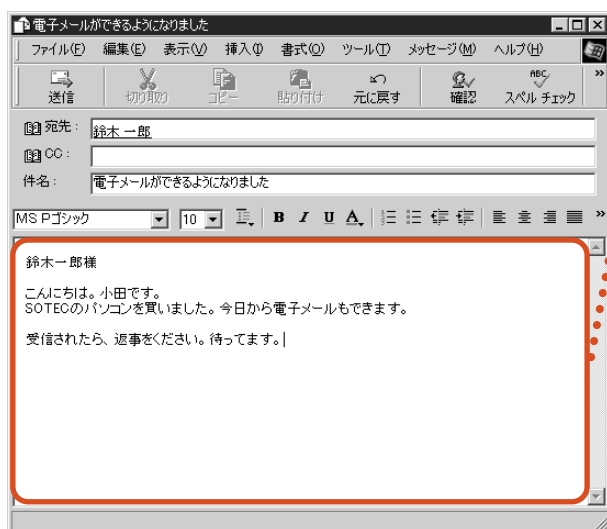 電子メールができるようになりました
ファイル(F) 編集(E) 表示(V) 挿入(I) 書式(O) ツール(T) メッセージ(M) ヘルプ(H)
送信 切り取り コピー 貼り付け 元に戻す 確認 ABC スペル チェック »
宛先: 鈴木 一郎
CC:
件名: 電子メールができるようになりました
MS Pゴシック 10 B I U A »
鈴木一郎様
こんにちは。小田です。
SOTECのパソコンを買いました。今日から電子メールもできます。
受信されたら、返事をください。待ってます。